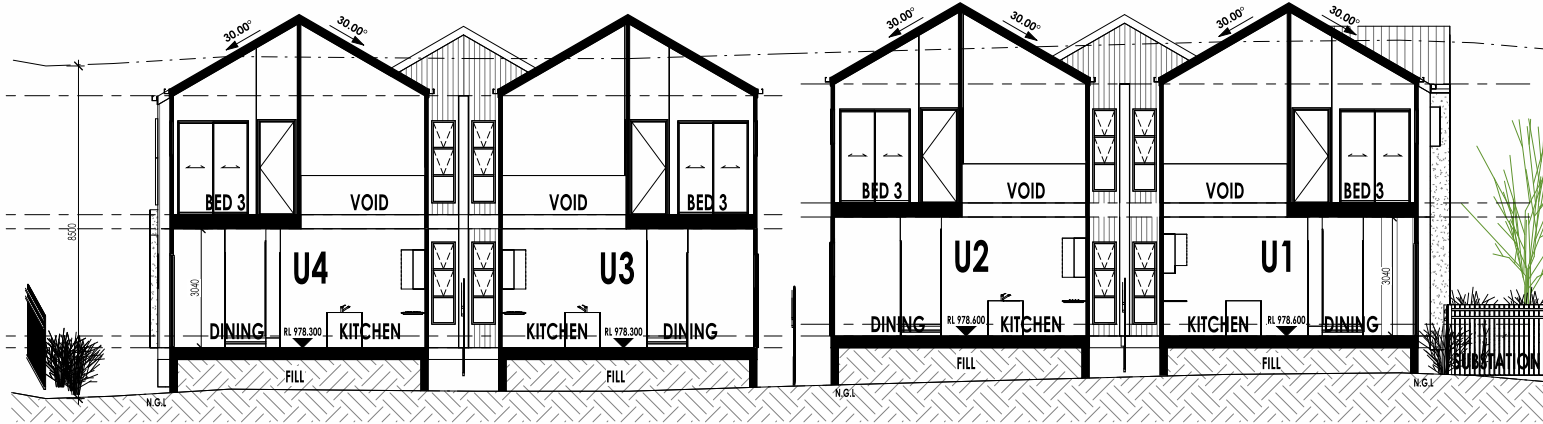 30.00° 30.00° 30.00° 30.00° 30.00° 30.00°
BED 3 VOID VOID BED 3 BED 3 VOID VOID BED 3
8500
U4 U3 U2 U1
3040 3040
DINING RL 978.300 KITCHEN KITCHEN RL 978.300 DINING DINING RL 978.600 KITCHEN KITCHEN RL 978.600 DINING
FILL FILL FILL FILL SUBSTATION
N.G.L N.G.L N.G.L